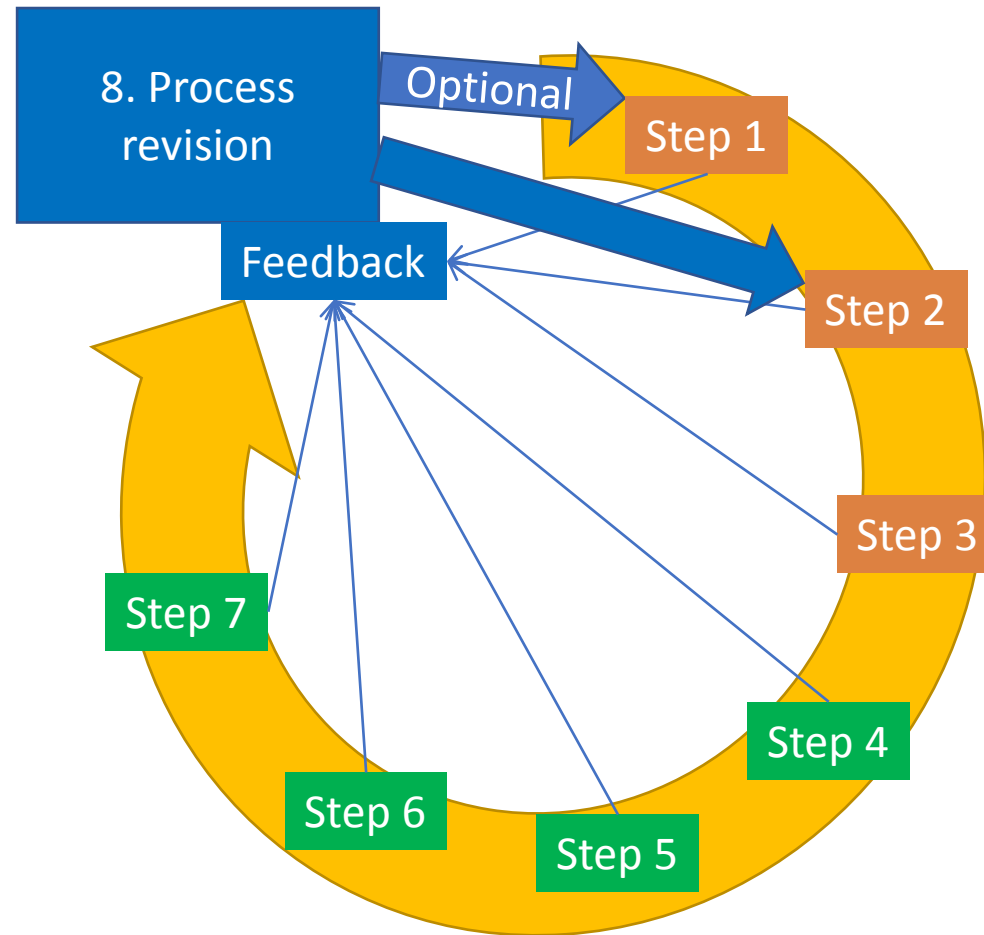 8. Process
revision
Optional
Step 1
Feedback
Step 2
Step 3
Step 7
Step 4
Step 6
Step 5